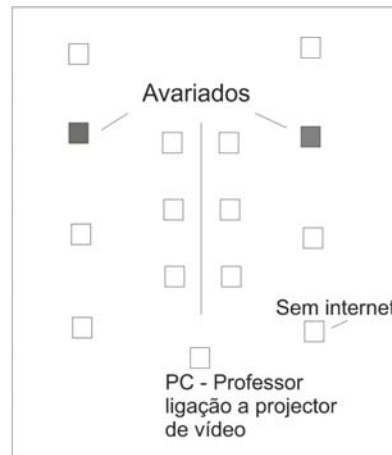 Avariados
Sem internet
PC - Professor
ligação a projector
de vídeo